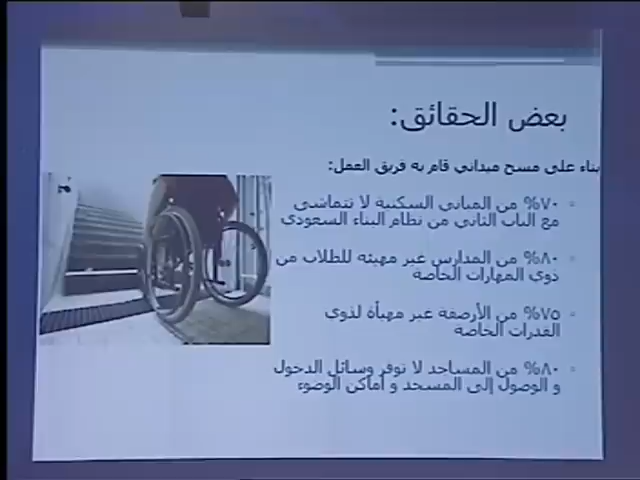 بعض الحقائق:
بناء على مسح ميداني قام به فريق العمل:
٧٠% من المباني السكنية لا تتماشى
مع الباب الثاني من نظام البناء السعودي
٨٠% من المدارس غير مهيئه للطلاب من
ذوي المهارات الخاصة
٧٥% من الأرصفة غير مهيأة لذوي
القدرات الخاصة
٨٠% من المساجد لا توفر وسائل الدخول
و الوصول إلى المسجد و أماكن الوضوء